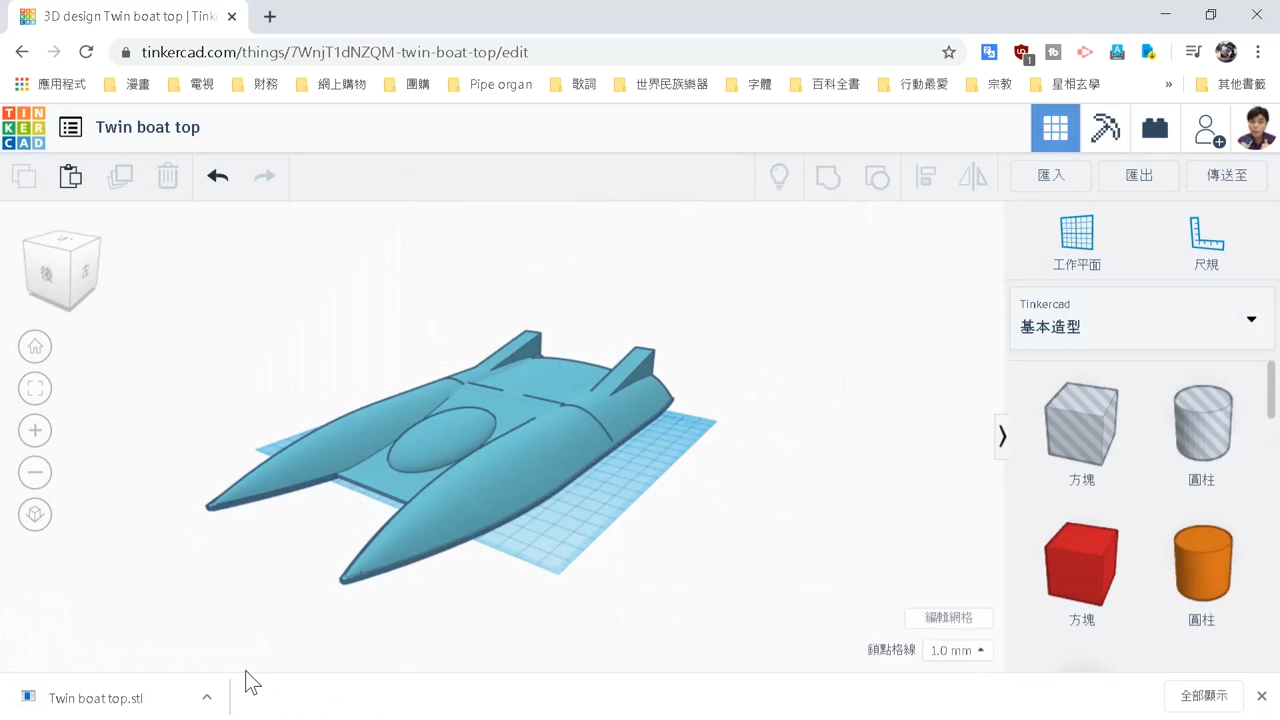 3D design Twin boat top | Tink
tinkercad.com/things/7WnjT1dNZQM-twin-boat-top/edit
1
應用程式 漫畫 電視 財務 網上購物 團購 Pipe organ 歌詞 世界民族樂器 字體 百科全書 行動最愛 宗教 星相玄學 » 其他書籤
TIN
KER
CAD
Twin boat top
匯入 匯出 傳送至
後 左
工作平面 尺規
Tinkercad
基本造型
方塊 圓柱
方塊 圓柱
編輯網格
鎖點格線 1.0 mm
Twin boat top.stl
全部顯示